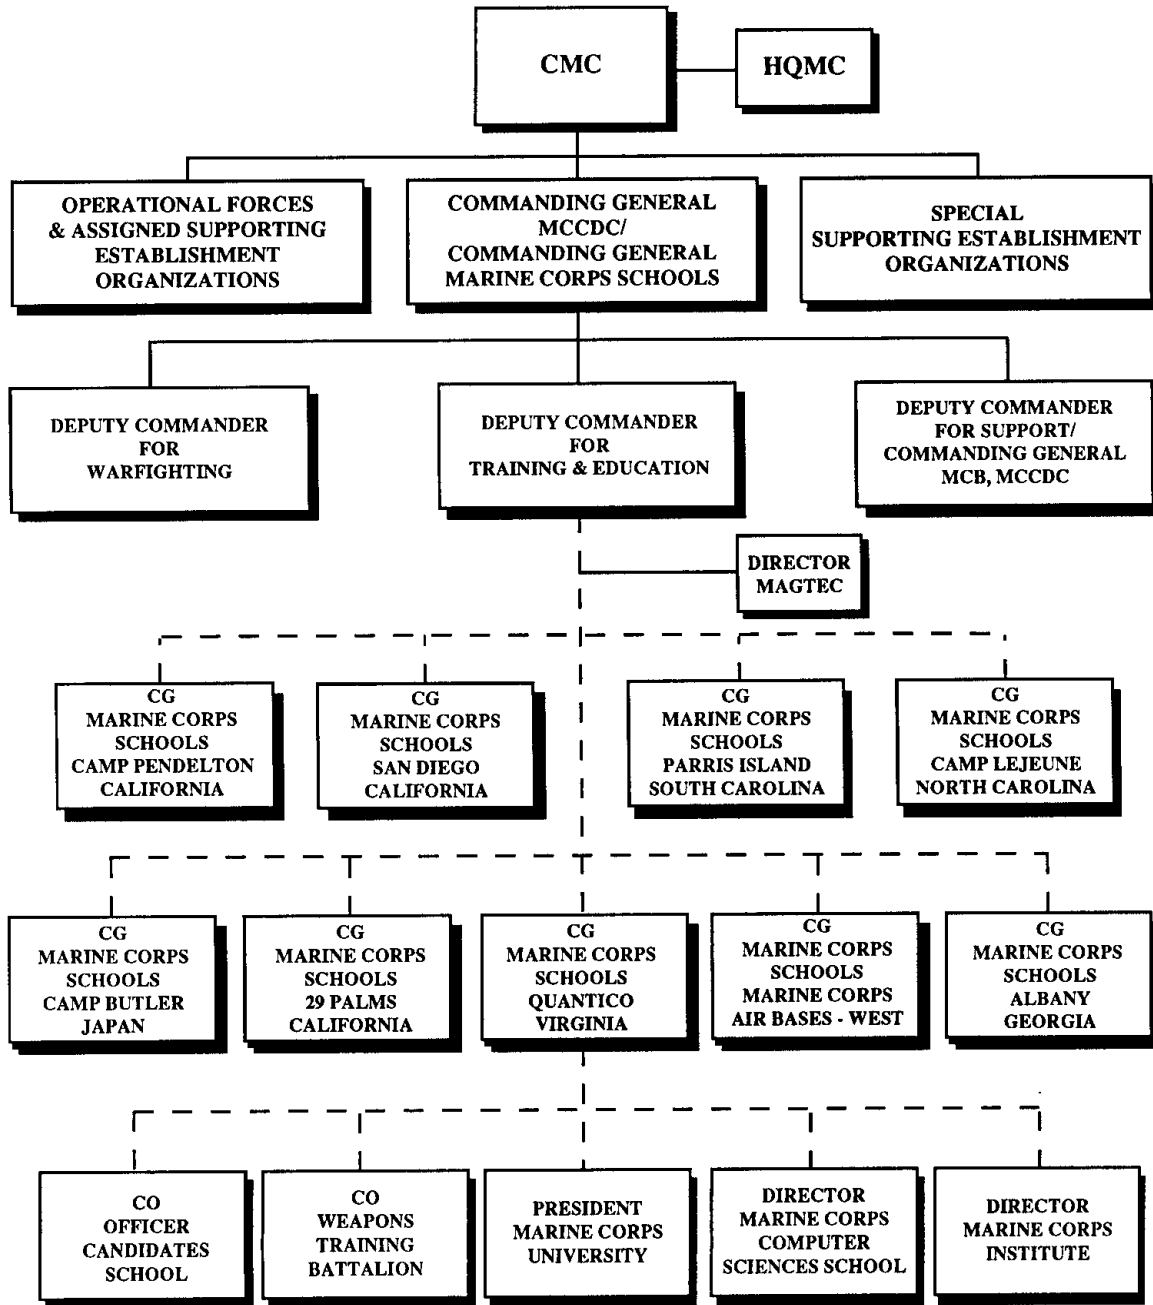 CMC
HQMC
OPERATIONAL FORCES
& ASSIGNED SUPPORTING
ESTABLISHMENT
ORGANIZATIONS
COMMANDING GENERAL
MCCDC/
COMMANDING GENERAL
MARINE CORPS SCHOOLS
SPECIAL
SUPPORTING ESTABLISHMENT
ORGANIZATIONS
DEPUTY COMMANDER
FOR
WARFIGHTING
DEPUTY COMMANDER
FOR
TRAINING & EDUCATION
DEPUTY COMMANDER
FOR SUPPORT/
COMMANDING GENERAL
MCB, MCCDC
DIRECTOR
MAGTEC
CG
MARINE CORPS
SCHOOLS
CAMP PENDELTON
CALIFORNIA
CG
MARINE CORPS
SCHOOLS
SAN DIEGO
CALIFORNIA
CG
MARINE CORPS
SCHOOLS
PARRIS ISLAND
SOUTH CAROLINA
CG
MARINE CORPS
SCHOOLS
CAMP LEJEUNE
NORTH CAROLINA
CG
MARINE CORPS
SCHOOLS
CAMP BUTLER
JAPAN
CG
MARINE CORPS
SCHOOLS
29 PALMS
CALIFORNIA
CG
MARINE CORPS
SCHOOLS
QUANTICO
VIRGINIA
CG
MARINE CORPS
SCHOOLS
MARINE CORPS
AIR BASES - WEST
CG
MARINE CORPS
SCHOOLS
ALBANY
GEORGIA
CO
OFFICER
CANDIDATES
SCHOOL
CO
WEAPONS
TRAINING
BATTALION
PRESIDENT
MARINE CORPS
UNIVERSITY
DIRECTOR
MARINE CORPS
COMPUTER
SCIENCES SCHOOL
DIRECTOR
MARINE CORPS
INSTITUTE